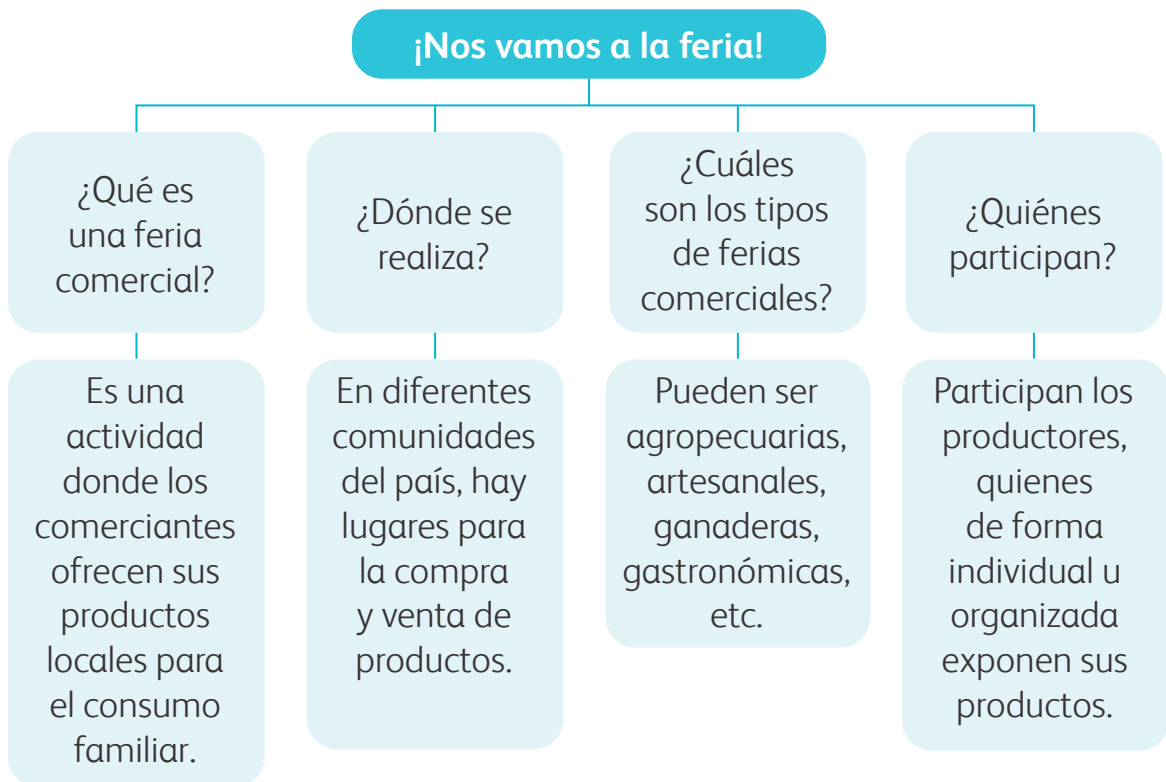 ¡Nos vamos a la feria!
¿Qué es
una feria
comercial?
¿Dónde se
realiza?
¿Cuáles
son los tipos
de ferias
comerciales?
¿Quiénes
participan?
Es una
actividad
donde los
comerciantes
ofrecen sus
productos
locales para
el consumo
familiar.
En diferentes
comunidades
del país, hay
lugares para
la compra
y venta de
productos.
Pueden ser
agropecuarias,
artesanales,
ganaderas,
gastronómicas,
etc.
Participan los
productores,
quienes
de forma
individual u
organizada
exponen sus
productos.